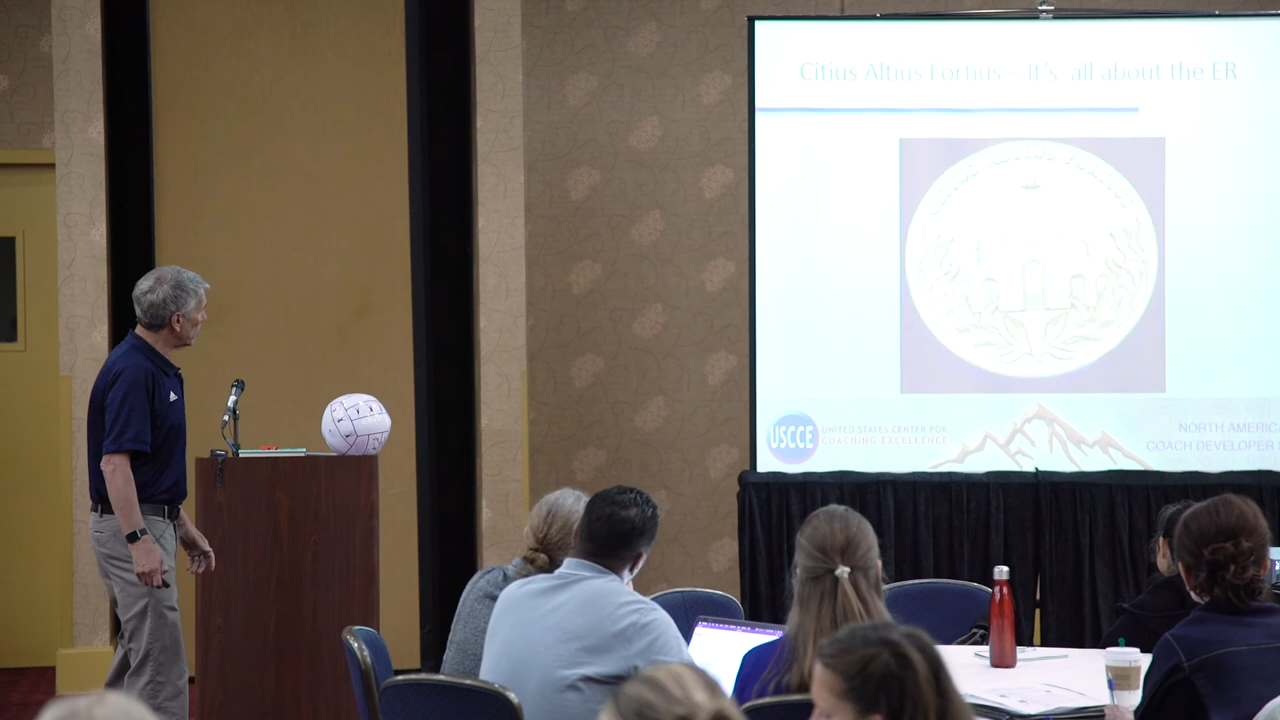 Citius Altius Fortius – It's all about the ER
USCCE
UNITED STATES CENTER FOR
COACHING EXCELLENCE
NORTH AMERICA
COACH DEVELOPER